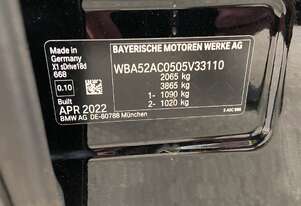 Made in
Germany
X1 sDrive18d
668
0.10
Built
APR 2022
BMW AG DE-80788 München
BAYERISCHE MOTOREN WERKE AG
WBA52AC0505V33110
2065 kg
3865 kg
1- 1090 kg
2- 1020 kg